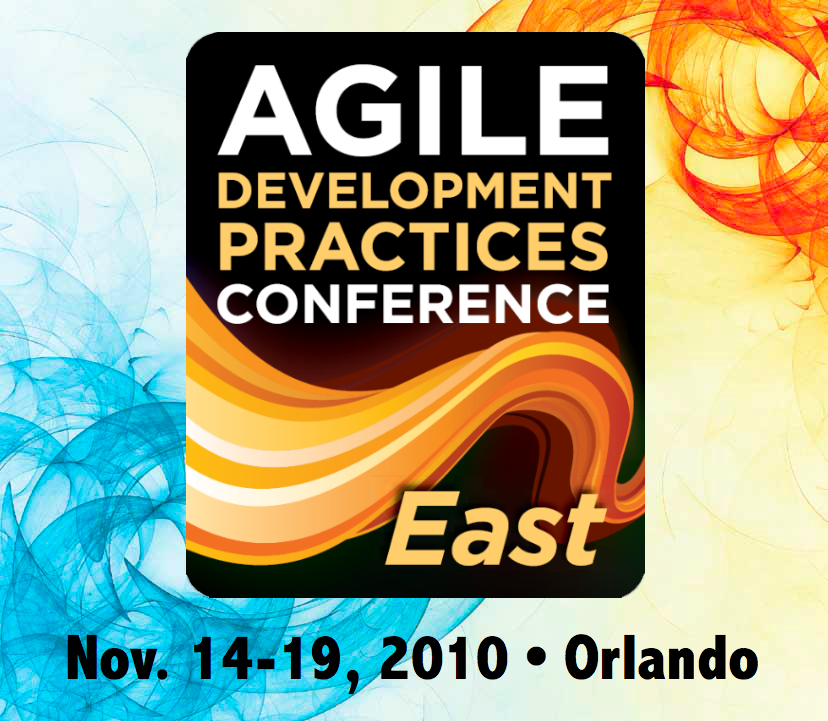 AGILE
DEVELOPMENT
PRACTICES
CONFERENCE
East
Nov. 14-19, 2010 • Orlando